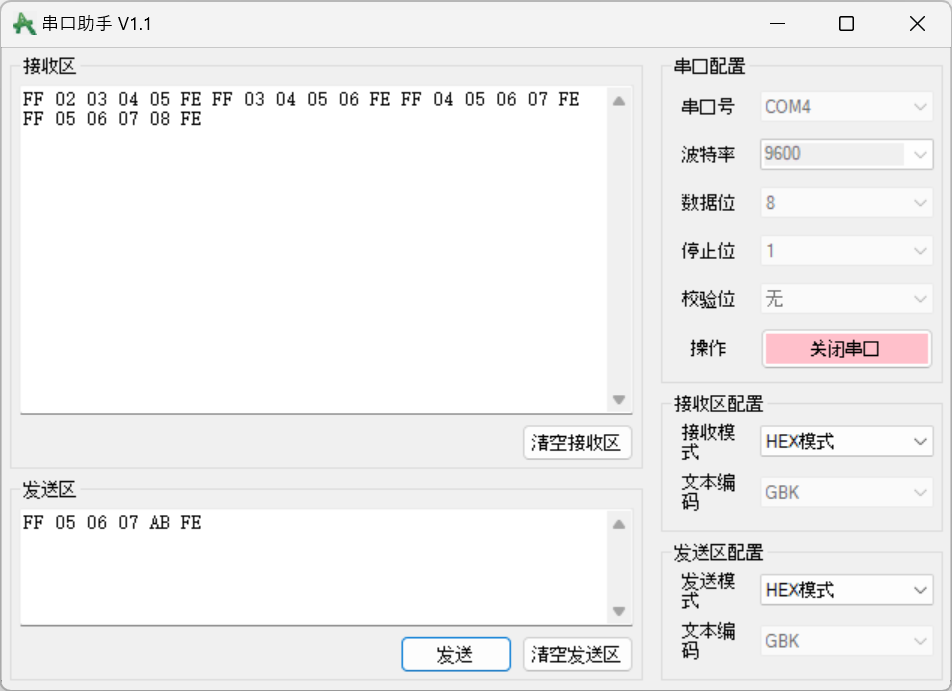 串口助手 V1.1
接收区
FF 02 03 04 05 FE FF 03 04 05 06 FE FF 04 05 06 07 FE
FF 05 06 07 08 FE
清空接收区
发送区
FF 05 06 07 AB FE
发送
清空发送区
串口配置
串口号 COM4
波特率 9600
数据位 8
停止位 1
校验位 无
操作 关闭串口
接收区配置
接收模
式
HEX模式
文本编
码
GBK
发送区配置
发送模
式
HEX模式
文本编
码
GBK